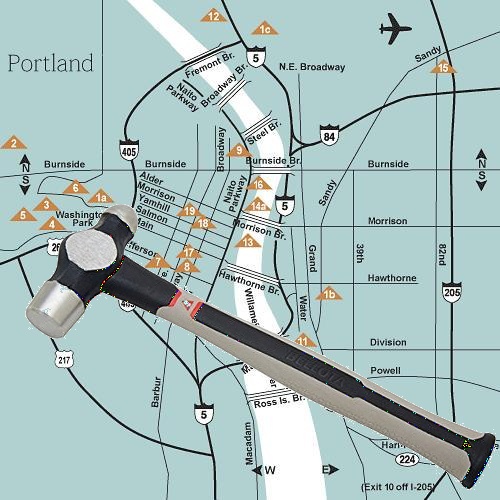 12
1c
Portland
5
Fremont Br.
Broadway Br.
N.E. Broadway
Sandy
15
Naito
Parkway
Steel Br.
84
405
2
Broadway
9
N
S
Burnside
Burnside
Burnside Br.
Burnside
N
S
Alder
6
1a
Morrison
Naito
Parkway
16
Sandy
Yamhill
3
5
Washington
Park
4
Salmon
19
18
14a
5
Morrison Br.
Morrison
13
26
7
17
8
Grand
39th
82nd
Hawthorne Br.
Hawthorne
Water
1b
205
217
11
Division
BELLOTA
Powell
Barbur
5
Ross Is. Br.
Macadam
W
E
224
(Exit 10 off I-205)